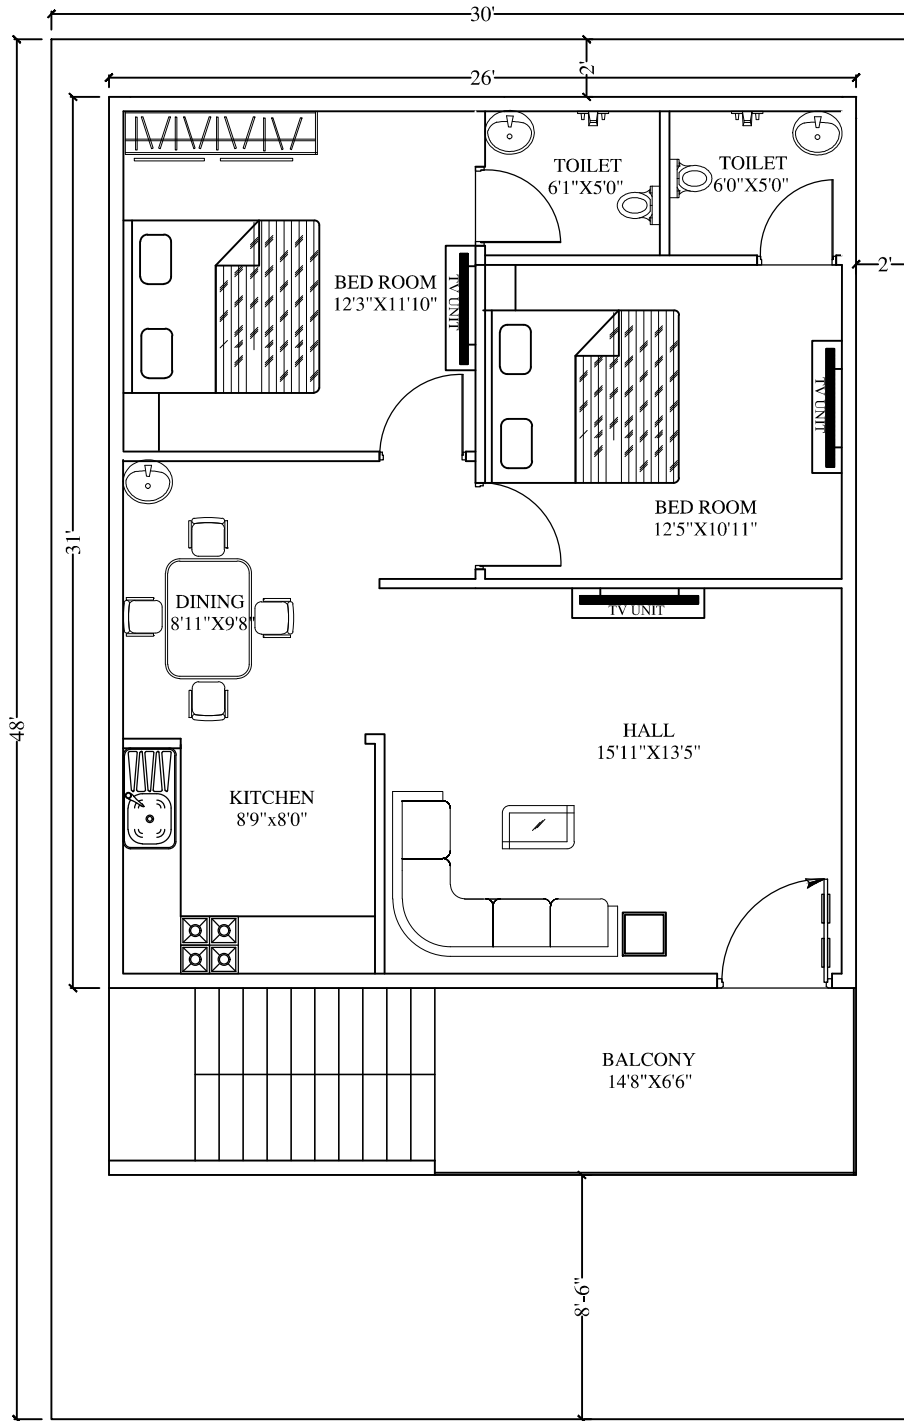 30'
2'
26'
TOILET
6'1"X5'0"
TOILET
6'0"X5'0"
2'
BED ROOM
12'3"X11'10"
TV UNIT
TV UNIT
BED ROOM
12'5"X10'11"
31'
DINING
8'11"X9'8"
TV UNIT
48'
HALL
15'11"X13'5"
KITCHEN
8'9"x8'0"
BALCONY
14'8"X6'6"
8'-6"